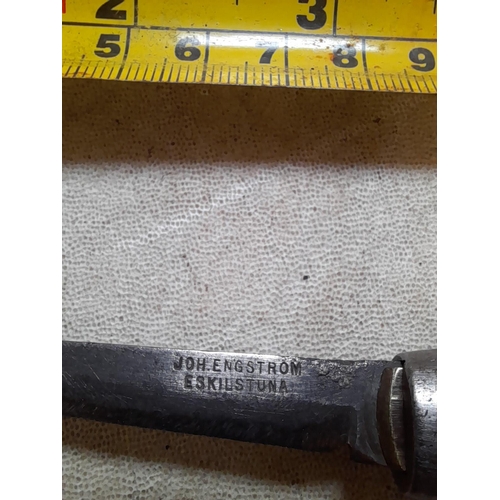 2 3
5 6 7 8 9
JOH. ENGSTRÖM
ESKILSTUNA